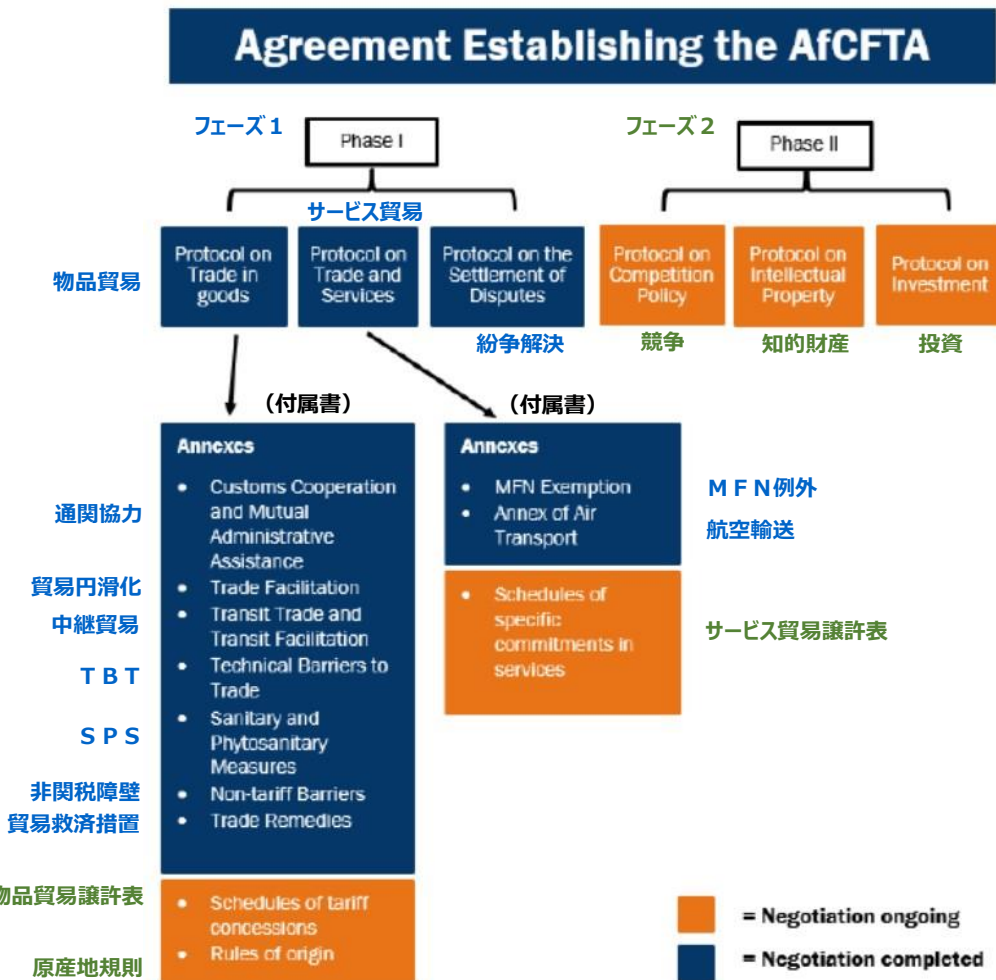 Agreement Establishing the AfCFTA
フェーズ１
Phase I
フェーズ２
Phase II
サービス貿易
物品貿易
Protocol on
Trade in
goods
Protocol on
Trade and
Services
Protocol on the
Settlement of
Disputes
Protocol on
Competition
Policy
Protocol on
Intellectual
Property
Protocol on
Investment
紛争解決
競争
知的財産
投資
（付属書）
（付属書）
Annexes
通関協力
• Customs Cooperation
and Mutual
Administrative
Assistance
貿易円滑化
• Trade Facilitation
中継貿易
• Transit Trade and
Transit Facilitation
ＴＢＴ
• Technical Barriers to
Trade
ＳＰＳ
• Sanitary and
Phytosanitary
Measures
非関税障壁
• Non-tariff Barriers
貿易救済措置
• Trade Remedies
物品貿易譲許表
• Schedules of tariff
concessions
原産地規則
• Rules of origin
Annexes
• MFN Exemption
ＭＦＮ例外
• Annex of Air
Transport
航空輸送
• Schedules of
specific
commitments in
services
サービス貿易譲許表
= Negotiation ongoing
= Negotiation completed